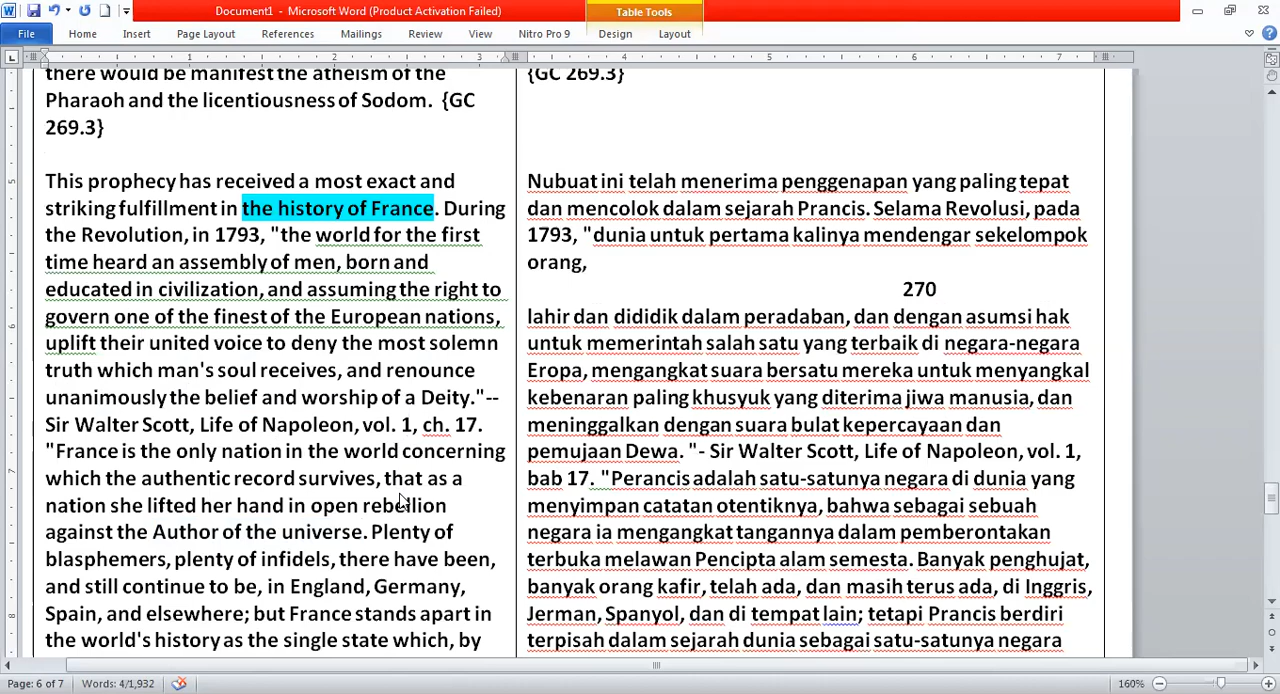 Document1 - Microsoft Word (Product Activation Failed)
Table Tools
File Home Insert Page Layout References Mailings Review View Nitro Pro 9 Design Layout
1 2 3 4 5 6 7
there would be manifest the atheism of the
Pharaoh and the licentiousness of Sodom. {GC
269.3}
This prophecy has received a most exact and
striking fulfillment in the history of France. During
the Revolution, in 1793, "the world for the first
time heard an assembly of men, born and
educated in civilization, and assuming the right to
govern one of the finest of the European nations,
uplift their united voice to deny the most solemn
truth which man's soul receives, and renounce
unanimously the belief and worship of a Deity."--
Sir Walter Scott, Life of Napoleon, vol. 1, ch. 17.
"France is the only nation in the world concerning
which the authentic record survives, that as a
nation she lifted her hand in open rebellion
against the Author of the universe. Plenty of
blasphemers, plenty of infidels, there have been,
and still continue to be, in England, Germany,
Spain, and elsewhere; but France stands apart in
the world's history as the single state which, by
{GC 269.3}
Nubuat ini telah menerima penggenapan yang paling tepat
dan mencolok dalam sejarah Prancis. Selama Revolusi, pada
1793, "dunia untuk pertama kalinya mendengar sekelompok
orang,
270
lahir dan dididik dalam peradaban, dan dengan asumsi hak
untuk memerintah salah satu yang terbaik di negara-negara
Eropa, mengangkat suara bersatu mereka untuk menyangkal
kebenaran paling khusyuk yang diterima jiwa manusia, dan
meninggalkan dengan suara bulat kepercayaan dan
pemujaan Dewa. "- Sir Walter Scott, Life of Napoleon, vol. 1,
bab 17. "Perancis adalah satu-satunya negara di dunia yang
menyimpan catatan otentiknya, bahwa sebagai sebuah
negara ia mengangkat tangannya dalam pemberontakan
terbuka melawan Pencipta alam semesta. Banyak penghujat,
banyak orang kafir, telah ada, dan masih terus ada, di Inggris,
Jerman, Spanyol, dan di tempat lain; tetapi Prancis berdiri
terpisah dalam sejarah dunia sebagai satu-satunya negara
5
6
7
8
Page: 6 of 7 Words: 4/1,932 160%